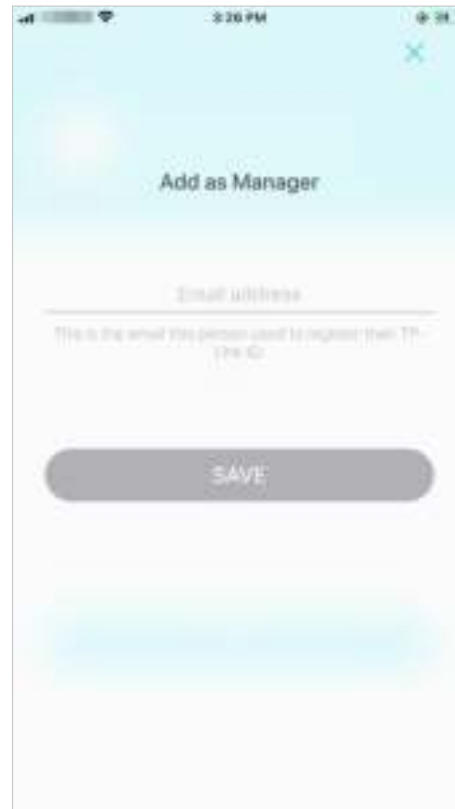 3:26 PM
Add as Manager
Email address
This is the email this person used to register their TP-
Link ID
SAVE